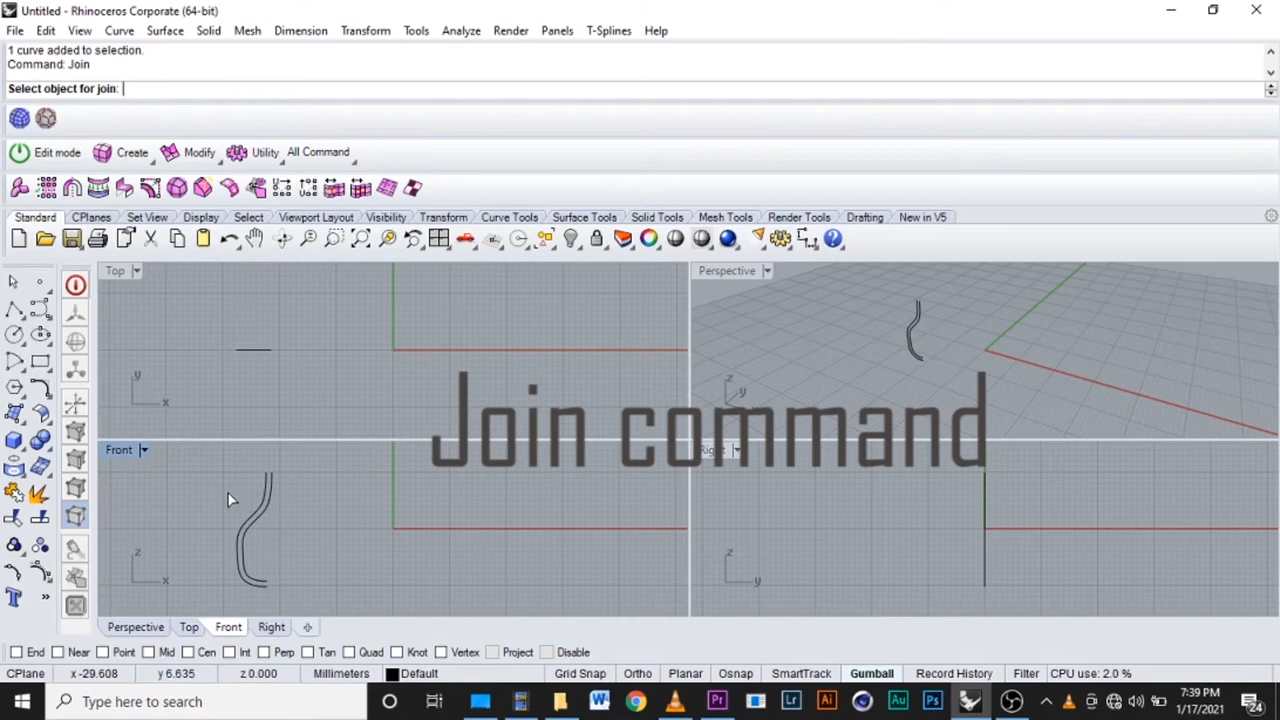 Untitled - Rhinoceros Corporate (64-bit)
File Edit View Curve Surface Solid Mesh Dimension Transform Tools Analyze Render Panels T-Splines Help
1 curve added to selection.
Command: Join
Select object for join:
Edit mode Create Modify Utility All Command
Standard CPlanes Set View Display Select Viewport Layout Visibility Transform Curve Tools Surface Tools Solid Tools Mesh Tools Render Tools Drafting New in V5
Top
Perspective
y
x
z
y
x
Join command
Front
z
x
z
y
Perspective Top Front Right
End Near Point Mid Cen Int Perp Tan Quad Knot Vertex Project Disable
CPlane x -29.608 y 6.635 z 0.000 Millimeters Default Grid Snap Ortho Planar Osnap SmartTrack Gumball Record History Filter CPU use: 2.0 %
Type here to search
W Pr Lr Ai Au Ps
7:39 PM
1/17/2021
24